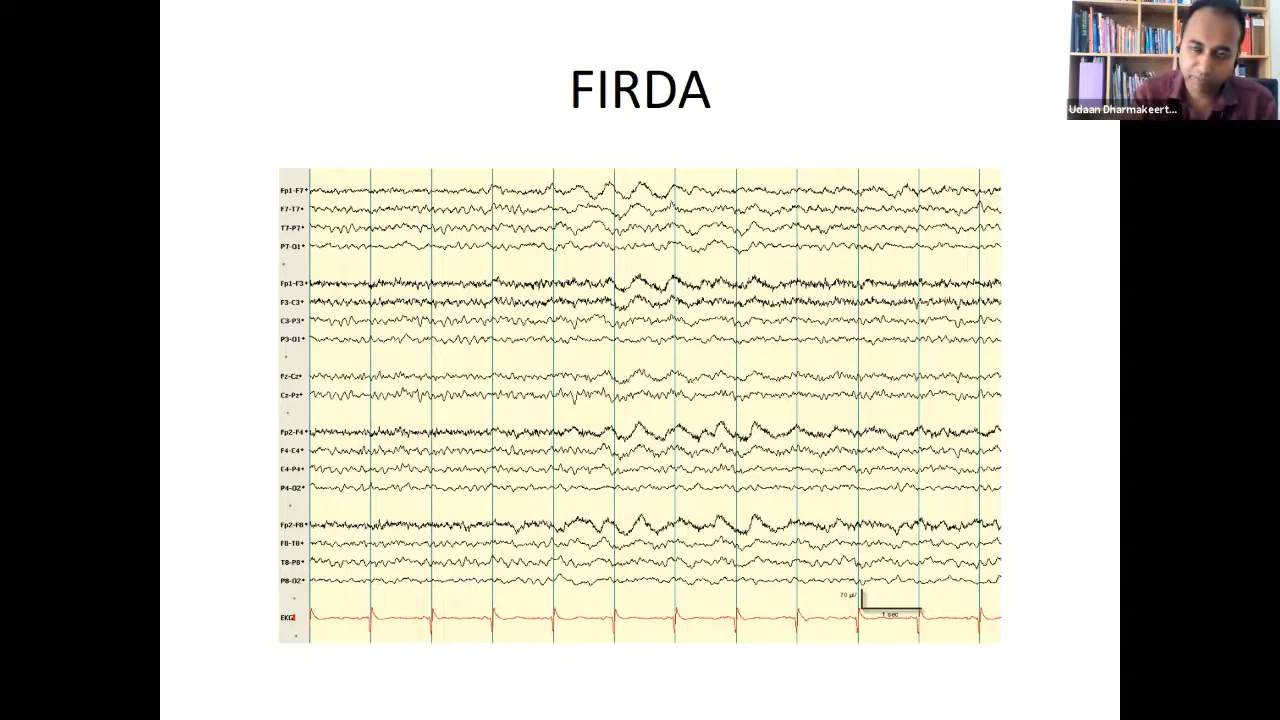 FIRDA
Udaan Dharmakeert...
Fp1-F7
F7-T7
T7-P7
P7-O1
Fp1-F3
F3-C3
C3-P3
P3-O1
Fz-Cz
Cz-Pz
Fp2-F4
F4-C4
C4-P4
P4-O2
Fp2-F8
F8-T8
T8-P8
P8-O2
70 µV
1 sec
EKG